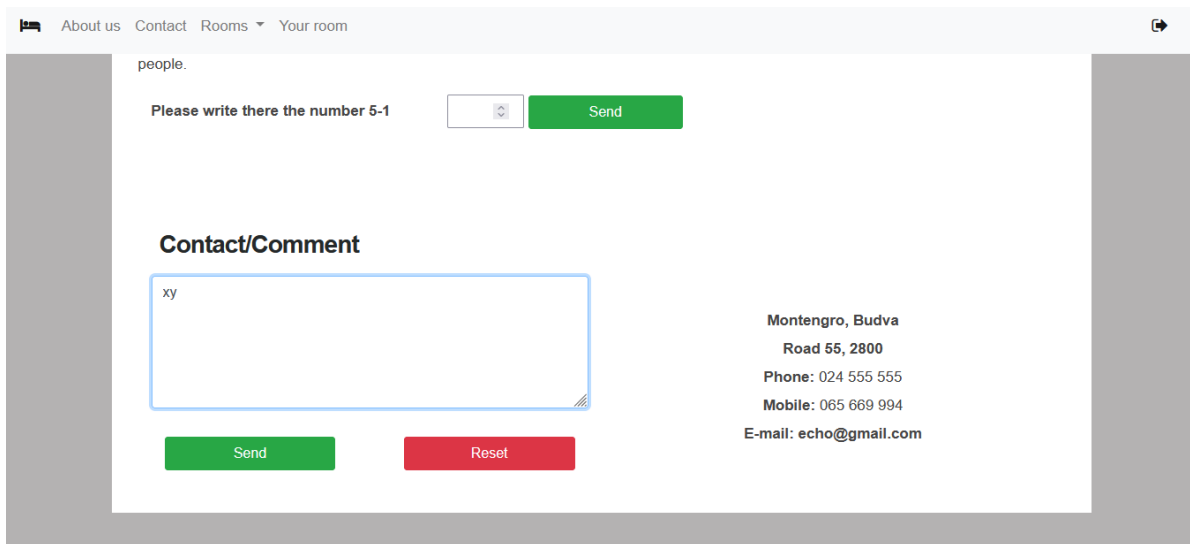 About us Contact Rooms Your room
people.
Please write there the number 5-1 Send
Contact/Comment
xy
Montengro, Budva
Road 55, 2800
Phone: 024 555 555
Mobile: 065 669 994
E-mail: echo@gmail.com
Send Reset